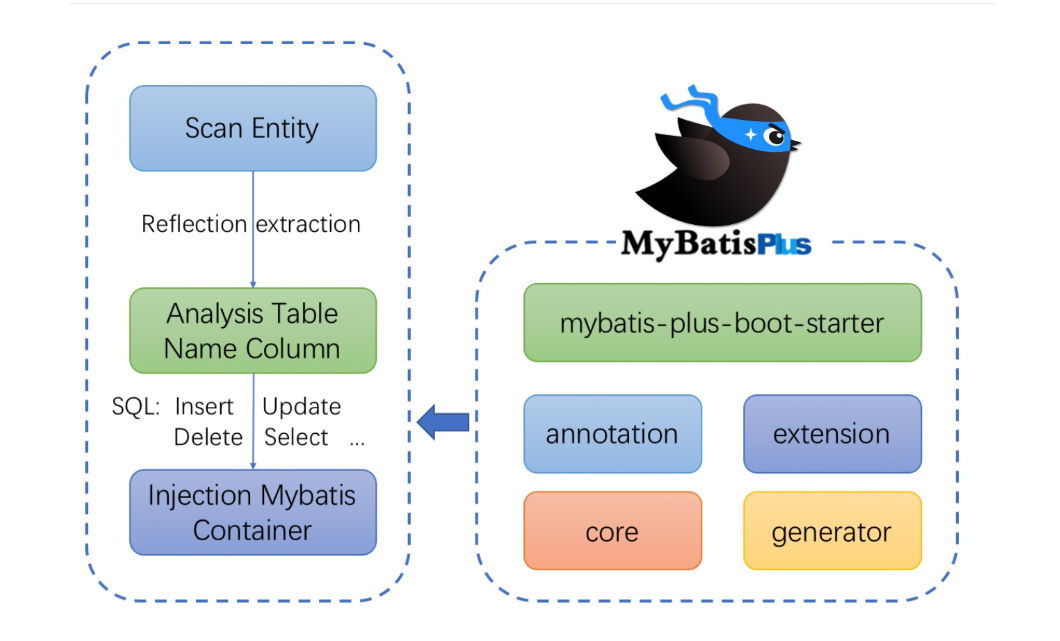 Scan Entity
Reflection extraction
Analysis Table
Name Column
SQL: Insert Update
Delete Select ...
Injection Mybatis
Container
MyBatisPlus
mybatis-plus-boot-starter
annotation
extension
core
generator